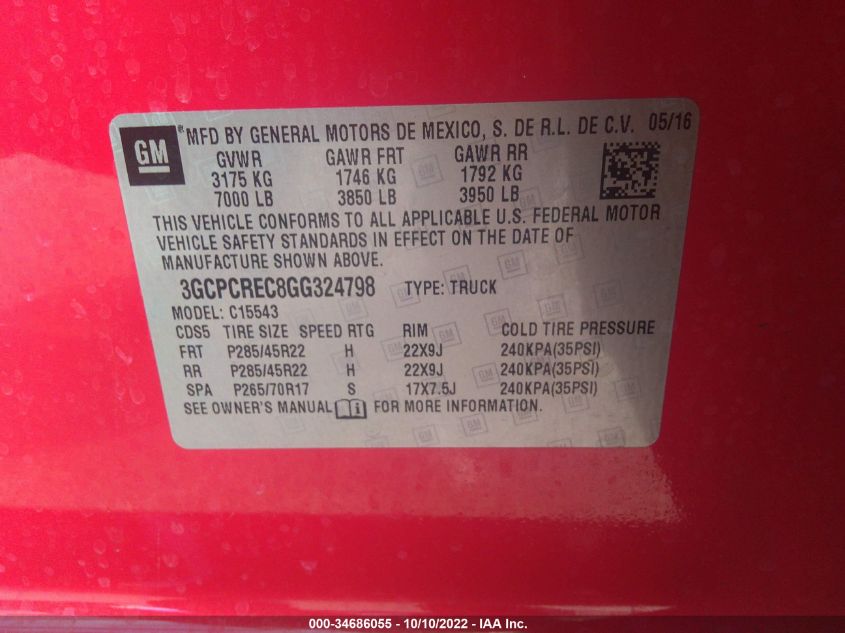 GM ® MFD BY GENERAL MOTORS DE MEXICO, S. DE R.L. DE C.V. 05/16
GVWR GAWR FRT GAWR RR
3175 KG 1746 KG 1792 KG
7000 LB 3850 LB 3950 LB
THIS VEHICLE CONFORMS TO ALL APPLICABLE U.S. FEDERAL MOTOR
VEHICLE SAFETY STANDARDS IN EFFECT ON THE DATE OF
MANUFACTURE SHOWN ABOVE.
3GCPCREC8GG324798 TYPE: TRUCK
MODEL: C15543
CDS5 TIRE SIZE SPEED RTG RIM COLD TIRE PRESSURE
FRT P285/45R22 H 22X9J 240KPA(35PSI)
RR P285/45R22 H 22X9J 240KPA(35PSI)
SPA P265/70R17 S 17X7.5J 240KPA(35PSI)
SEE OWNER'S MANUAL FOR MORE INFORMATION.
000-34686055 - 10/10/2022 - IAA Inc.